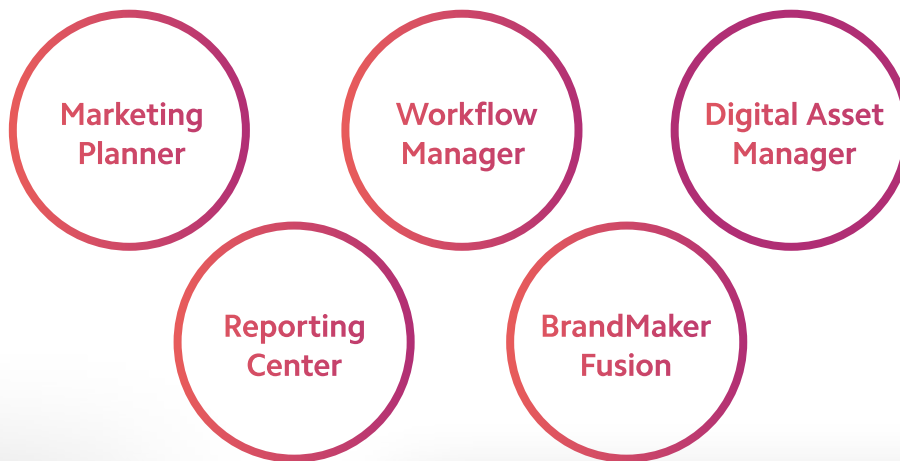 Marketing
Planner
Workflow
Manager
Digital Asset
Manager
Reporting
Center
BrandMaker
Fusion